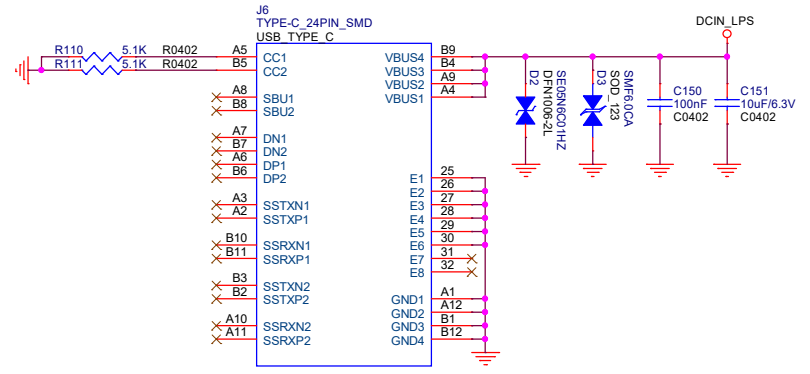 J6
TYPE-C_24PIN_SMD
USB_TYPE_C
DCIN_LPS
R110 5.1K R0402 A5 CC1
R111 5.1K R0402 B5 CC2
A8 SBU1
B8 SBU2
A7 DN1
B7 DN2
A6 DP1
B6 DP2
A3 SSTXN1
A2 SSTXP1
B10 SSRXN1
B11 SSRXP1
B3 SSTXN2
B2 SSTXP2
A10 SSRXN2
A11 SSRXP2
VBUS4 B9
VBUS3 B4
VBUS2 A9
VBUS1 A4
E1 25
E2 26
E3 27
E4 28
E5 29
E6 30
E7 31
E8 32
GND1 A1
GND2 A12
GND3 B1
GND4 B12
SE05N6C01HZ
DFN1006-2L
D2
SMF6.0CA
SOD_123
D3
C150
100nF
C0402
C151
10uF/6.3V
C0402